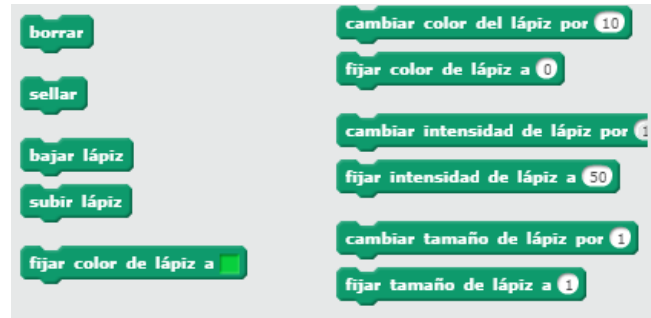 borrar
sellar
bajar lápiz
subir lápiz
fijar color de lápiz a
cambiar color del lápiz por 10
fijar color de lápiz a 0
cambiar intensidad de lápiz por
fijar intensidad de lápiz a 50
cambiar tamaño de lápiz por 1
fijar tamaño de lápiz a 1